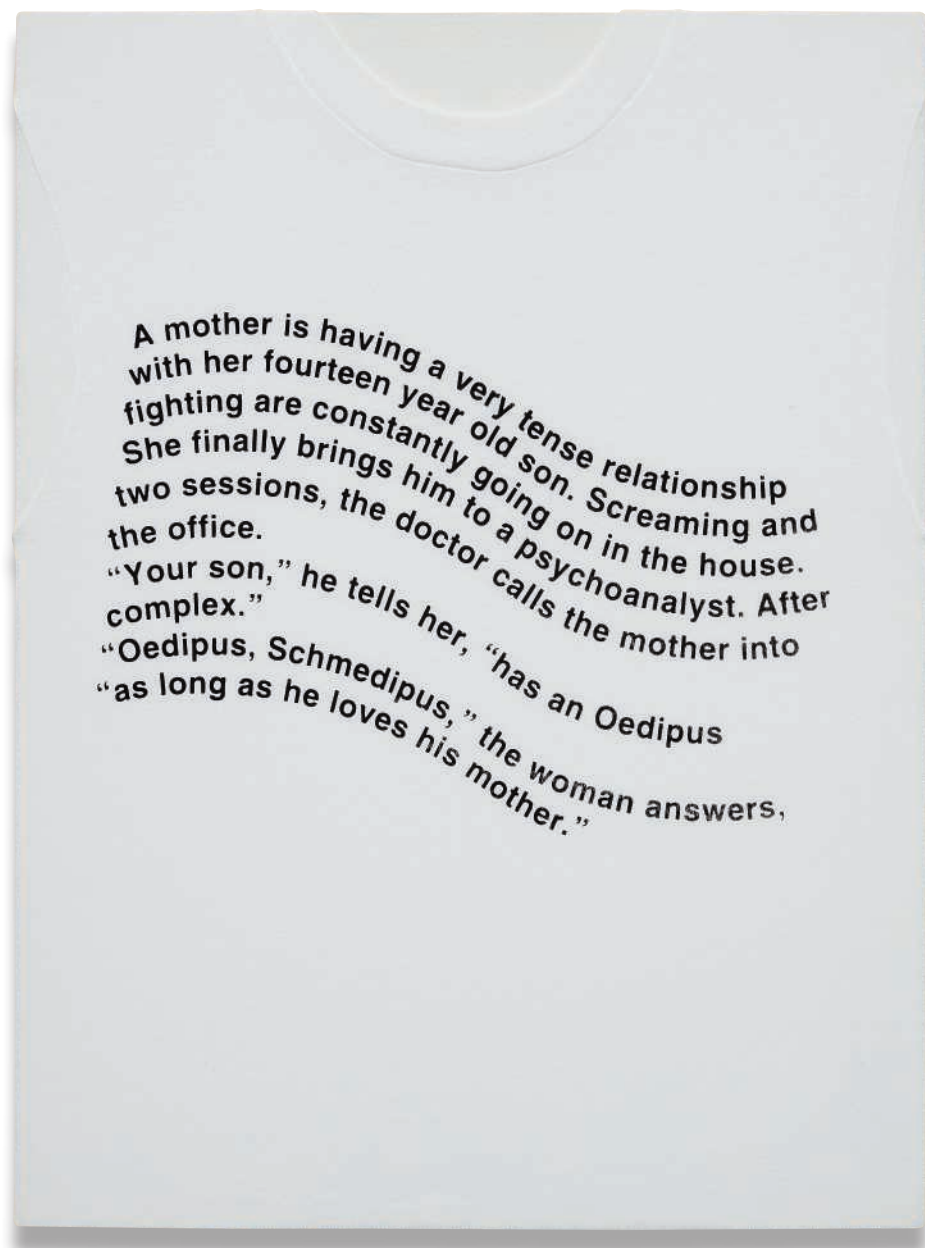 A mother is having a very tense relationship
with her fourteen year old son. Screaming and
fighting are constantly going on in the house.
She finally brings him to a psychoanalyst. After
two sessions, the doctor calls the mother into
the office.
“Your son,” he tells her, “has an Oedipus
complex.”
“Oedipus, Schmedipus,” the woman answers,
“as long as he loves his mother.”